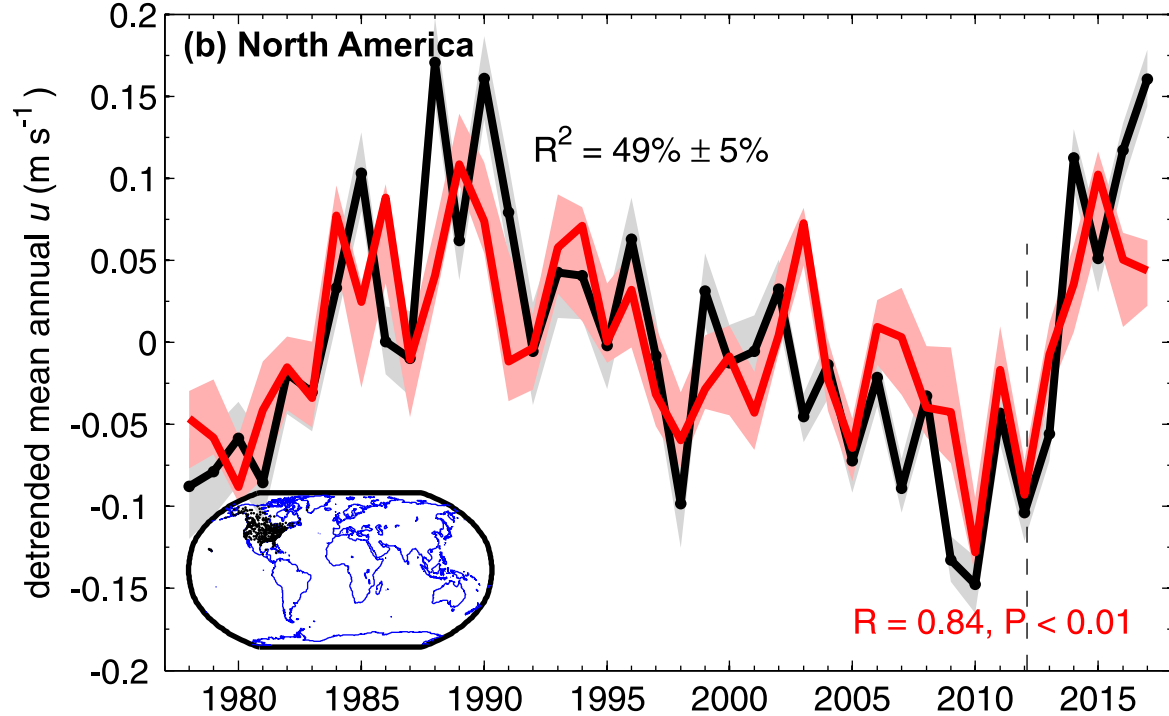 (b) North America
R² = 49% ± 5%
detrended mean annual u (m s⁻¹)
0.2
0.15
0.1
0.05
0
-0.05
-0.1
-0.15
-0.2
R = 0.84, P < 0.01
1980 1985 1990 1995 2000 2005 2010 2015